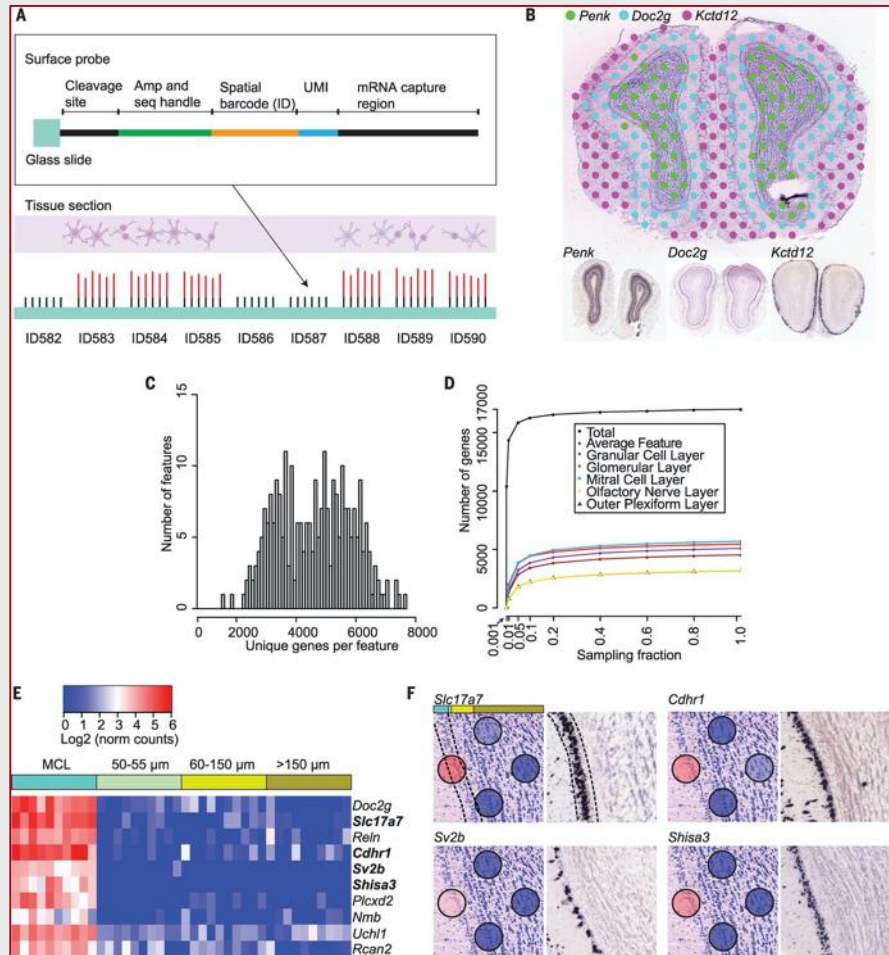 A
Surface probe
Cleavage site
Amp and seq handle
Spatial barcode (ID)
UMI
mRNA capture region
Glass slide
Tissue section
ID582 ID583 ID584 ID585 ID586 ID587 ID588 ID589 ID590
B
Penk Doc2g Kctd12
Penk Doc2g Kctd12
C
Number of features
15
10
5
0
0 2000 4000 6000 8000
Unique genes per feature
D
Number of genes
17000
15000
10000
5000
0
Total
Average Feature
Granular Cell Layer
Glomerular Layer
Mitral Cell Layer
Olfactory Nerve Layer
Outer Plexiform Layer
0.001 0.01 0.05 0.1 0.2 0.4 0.6 0.8 1.0
Sampling fraction
E
0 1 2 3 4 5 6
Log2 (norm counts)
MCL 50-55 µm 60-150 µm >150 µm
Doc2g
Slc17a7
Reln
Cdhr1
Sv2b
Shisa3
Plcxd2
Nmb
Uchl1
Rcan2
F
Slc17a7 Cdhr1
Sv2b Shisa3